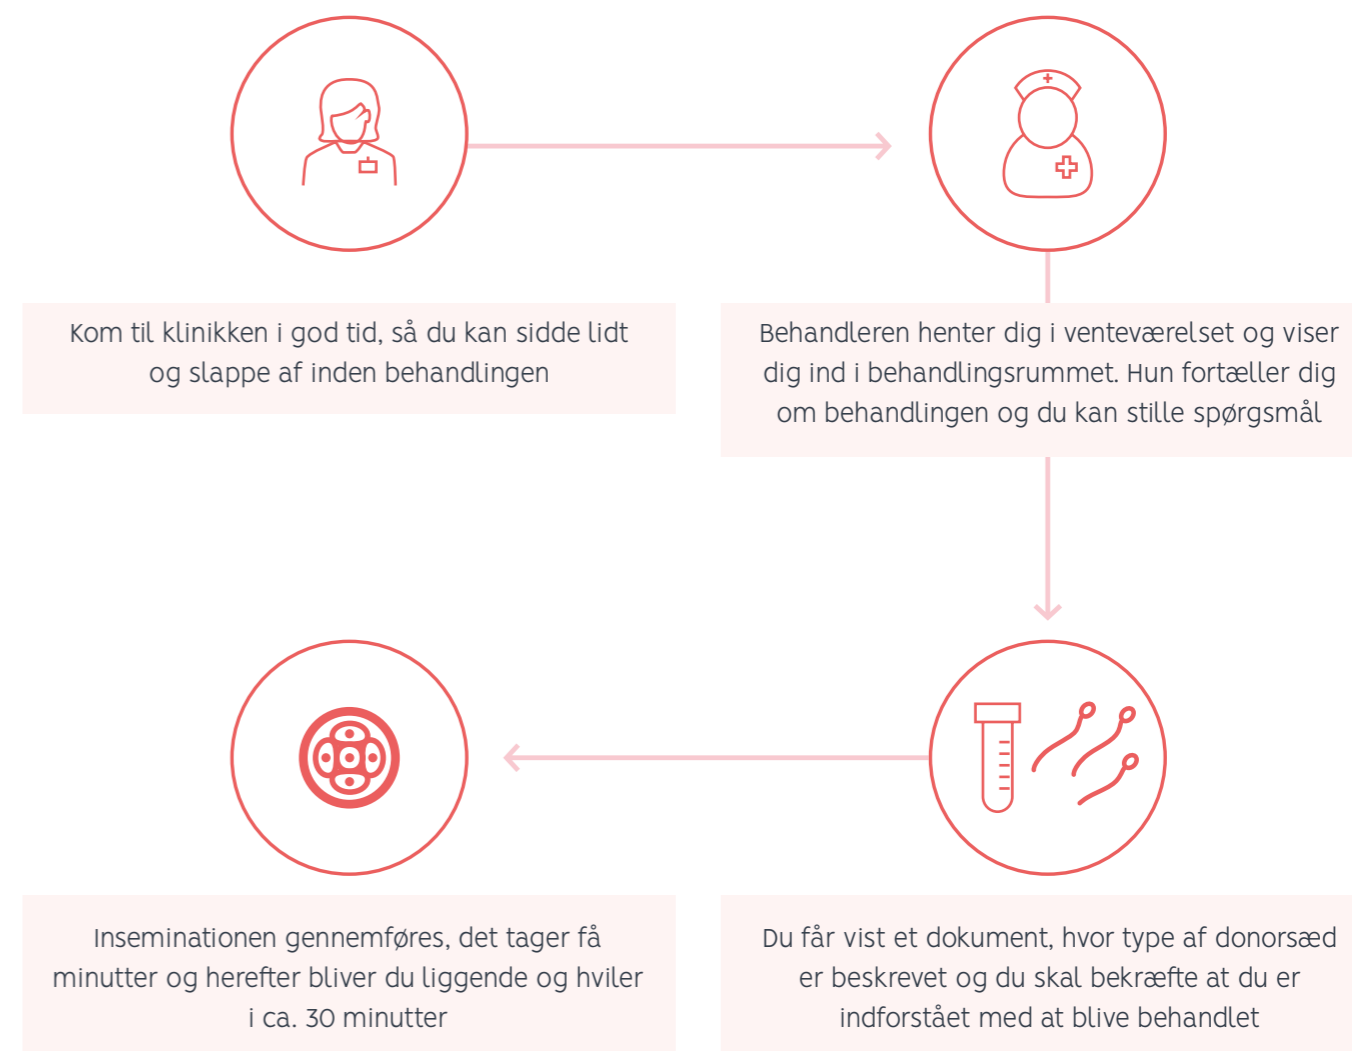 Kom til klinikken i god tid, så du kan sidde lidt
og slappe af inden behandlingen
Behandleren henter dig i venteværelset og viser
dig ind i behandlingsrummet. Hun fortæller dig
om behandlingen og du kan stille spørgsmål
Du får vist et dokument, hvor type af donorsæd
er beskrevet og du skal bekræfte at du er
indforstået med at blive behandlet
Inseminationen gennemføres, det tager få
minutter og herefter bliver du liggende og hviler
i ca. 30 minutter